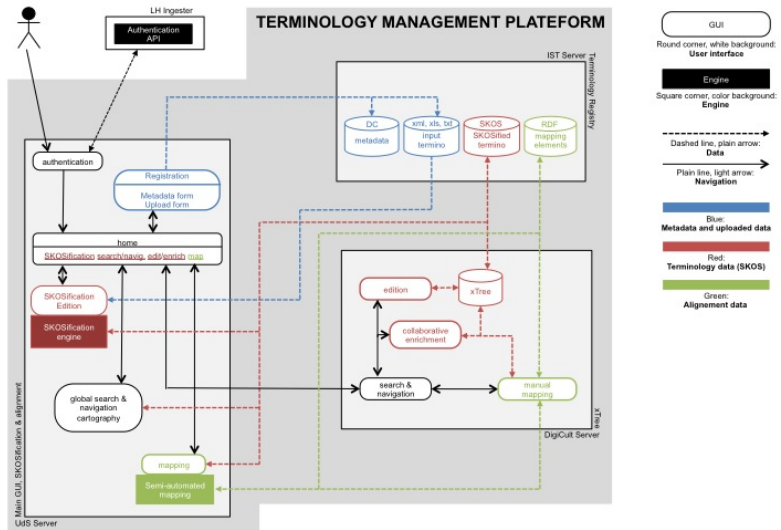 LH Ingester
Authentication
API
TERMINOLOGY MANAGEMENT PLATEFORM
IST Server
Terminology
Registry
DC
metadata
xml, xls, txt
input
termino
SKOS
SKOSified
termino
RDF
mapping
elements
authentication
Registration
Metadata form
Upload form
home
SKOSification search/navig, edit/enrich map
SKOSification
Edition
SKOSification
engine
global search &
navigation
cartography
mapping
Semi-automated
mapping
Main GUI, SKOSification & alignment
UdS Server
edition
xTree
collaborative
enrichment
search &
navigation
manual
mapping
xTree
DigiCult Server
GUI
Round corner, white background:
User interface
Engine
Square corner, color background:
Engine
Dashed line, plain arrow:
Data
Plain line, light arrow:
Navigation
Blue:
Metadata and uploaded data
Red:
Terminology data (SKOS)
Green:
Alignement data